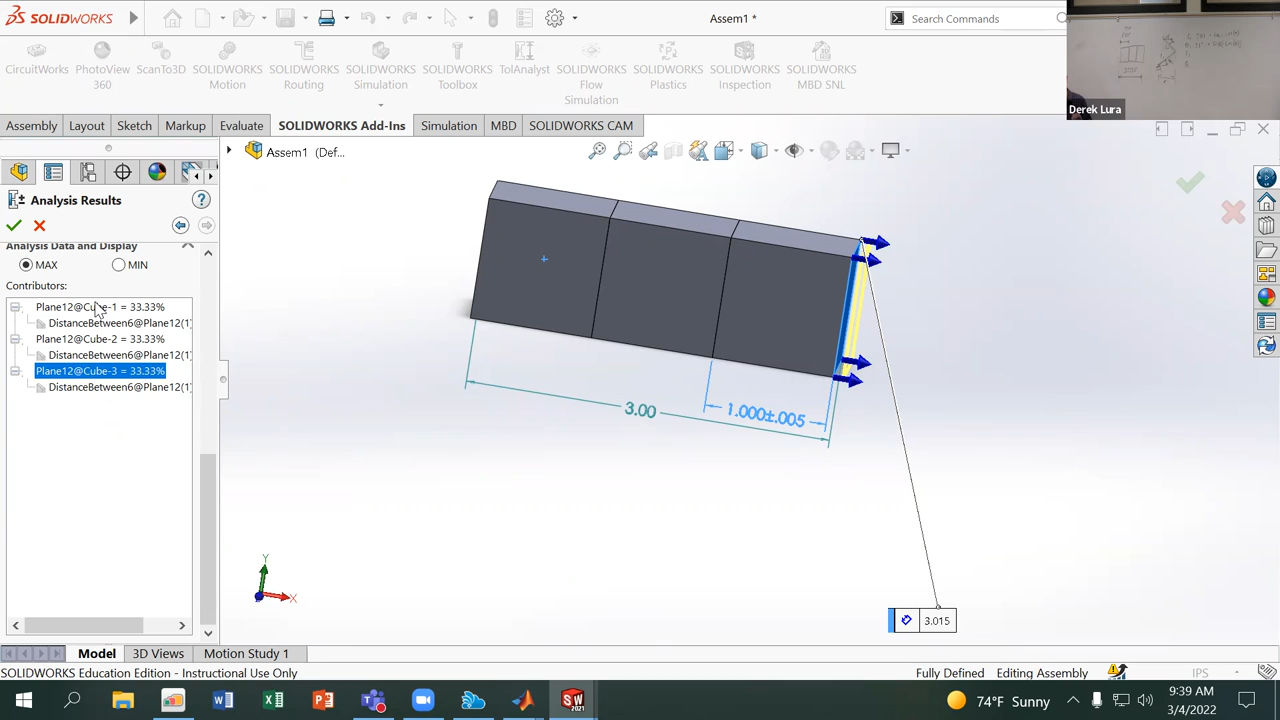 SOLIDWORKS
Assem1 *
Search Commands
CircuitWorks
PhotoView 360
ScanTo3D
SOLIDWORKS Motion
SOLIDWORKS Routing
SOLIDWORKS Simulation
SOLIDWORKS Toolbox
TolAnalyst
SOLIDWORKS Flow Simulation
SOLIDWORKS Plastics
SOLIDWORKS Inspection
SOLIDWORKS MBD SNL
Derek Lura
Assembly
Layout
Sketch
Markup
Evaluate
SOLIDWORKS Add-Ins
Simulation
MBD
SOLIDWORKS CAM
Assem1 (Def...
Analysis Results
?
Analysis Data and Display
MAX
MIN
Contributors:
Plane12@Cube-1 = 33.33%
DistanceBetween6@Plane12(1)
Plane12@Cube-2 = 33.33%
DistanceBetween6@Plane12(1)
Plane12@Cube-3 = 33.33%
DistanceBetween6@Plane12(1)
3.00
1.000±.005
3.015
Y
X
Model
3D Views
Motion Study 1
SOLIDWORKS Education Edition - Instructional Use Only
Fully Defined
Editing Assembly
IPS
74°F Sunny
9:39 AM
3/4/2022